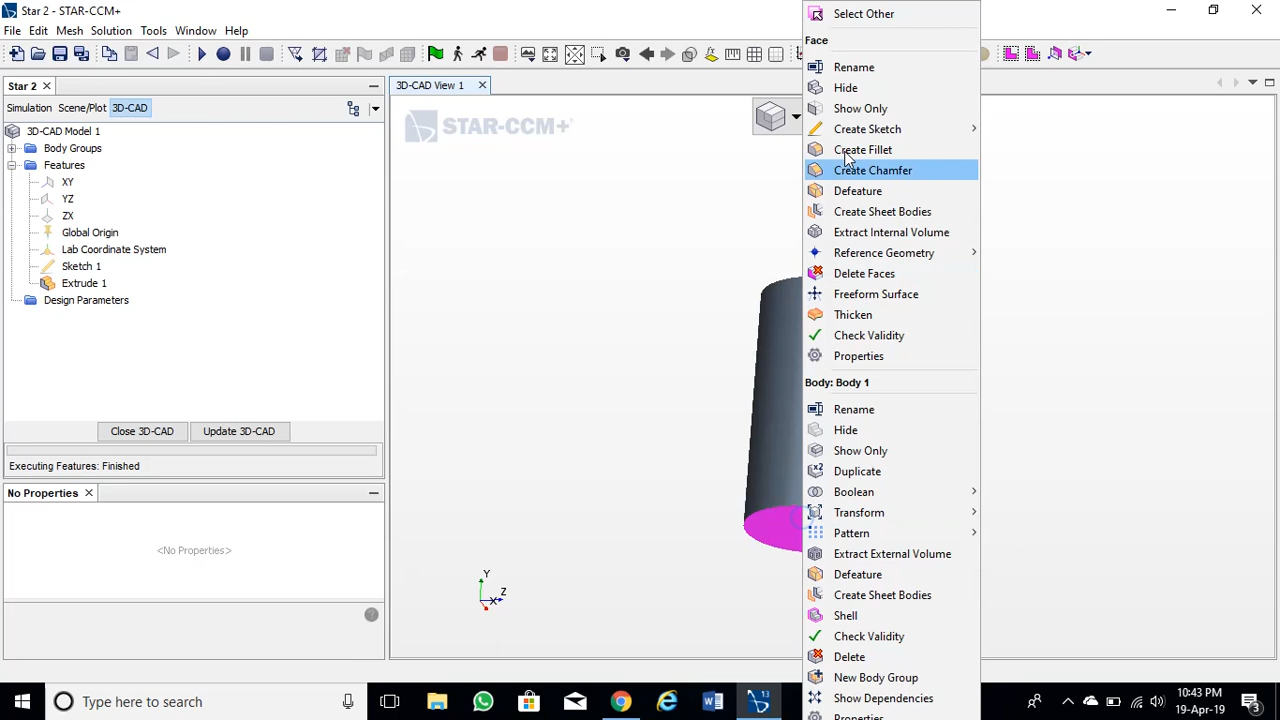 Star 2 - STAR-CCM+
File Edit Mesh Solution Tools Window Help
Star 2
Simulation Scene/Plot 3D-CAD
3D-CAD Model 1
Body Groups
Features
XY
YZ
ZX
Global Origin
Lab Coordinate System
Sketch 1
Extrude 1
Design Parameters
Close 3D-CAD Update 3D-CAD
Executing Features: Finished
No Properties
<No Properties>
3D-CAD View 1
STAR-CCM+
Y
Z
X
Select Other
Face
Rename
Hide
Show Only
Create Sketch
Create Fillet
Create Chamfer
Defeature
Create Sheet Bodies
Extract Internal Volume
Reference Geometry
Delete Faces
Freeform Surface
Thicken
Check Validity
Properties
Body: Body 1
Rename
Hide
Show Only
Duplicate
Boolean
Transform
Pattern
Extract External Volume
Defeature
Create Sheet Bodies
Shell
Check Validity
Delete
New Body Group
Show Dependencies
Properties
Type here to search
13
10:43 PM
19-Apr-19
3